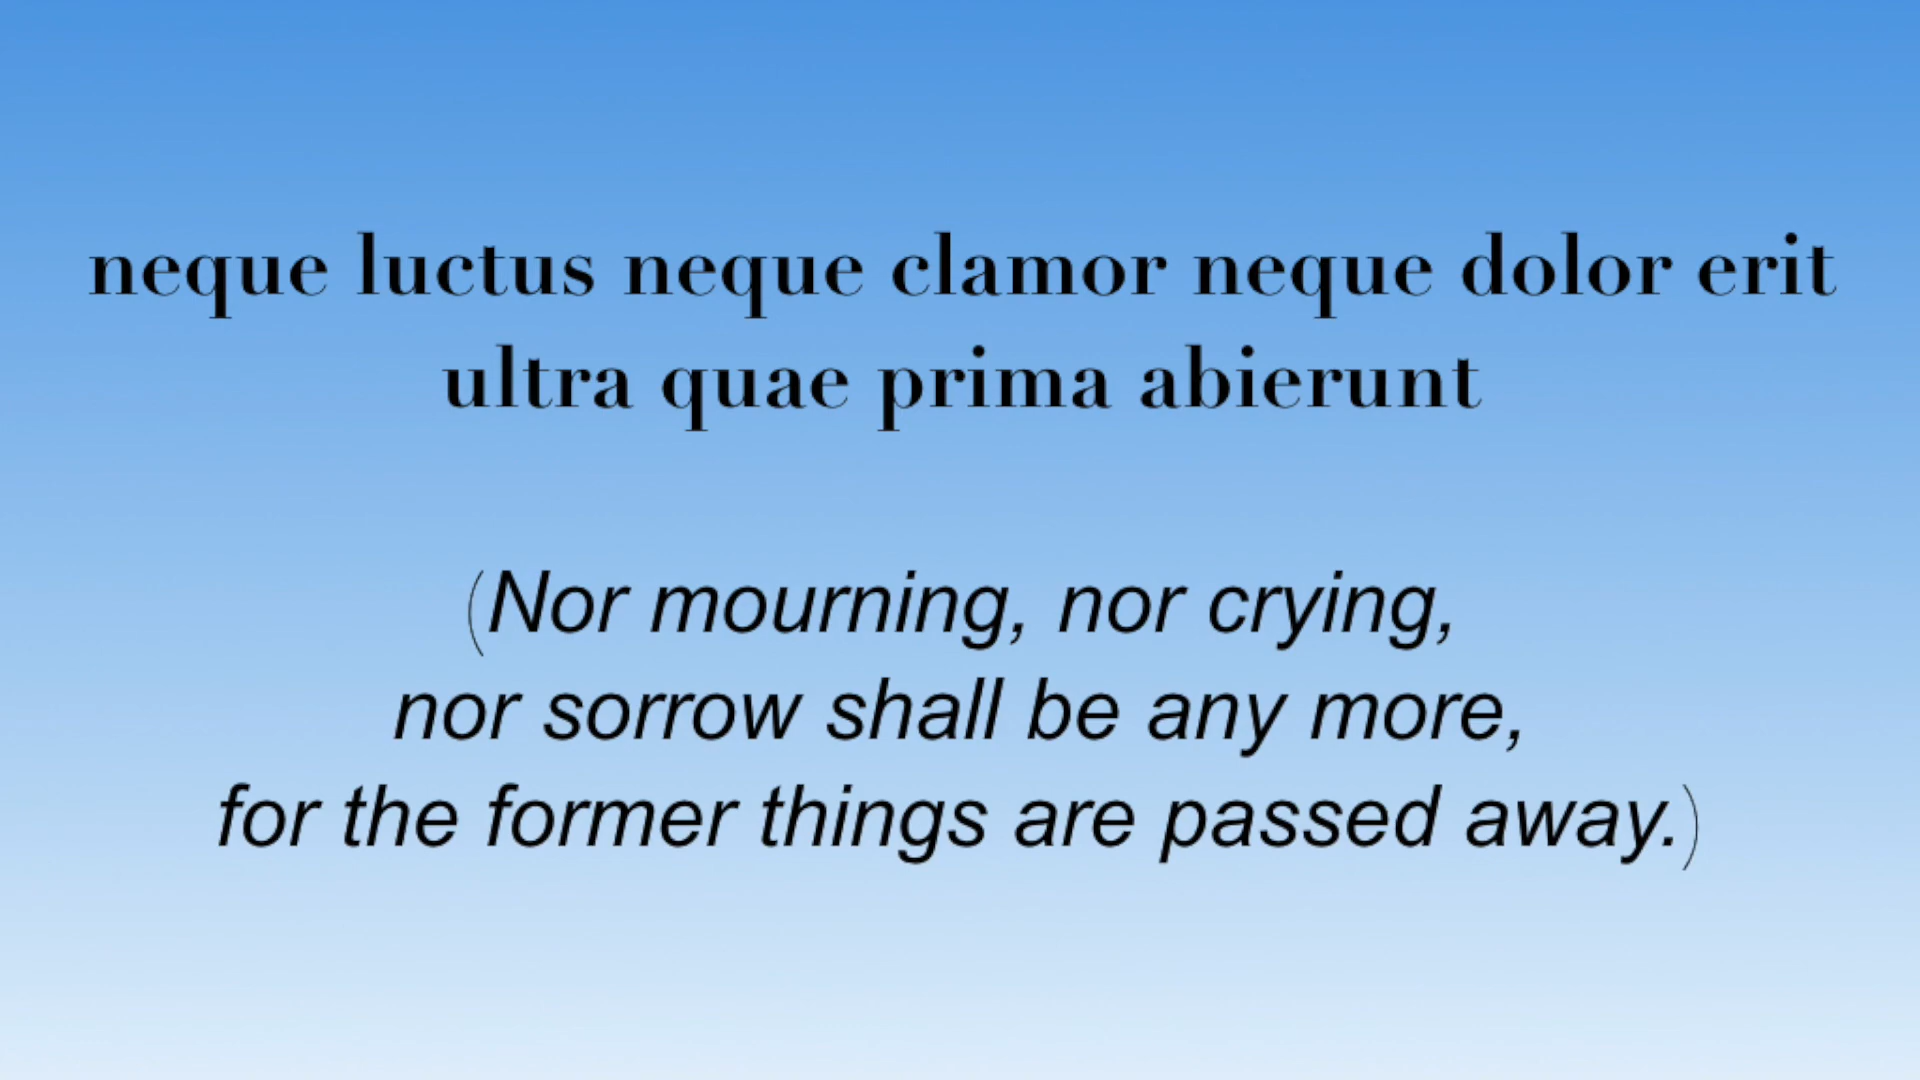 neque luctus neque clamor neque dolor erit
ultra quae prima abierunt
(Nor mourning, nor crying,
nor sorrow shall be any more,
for the former things are passed away.)